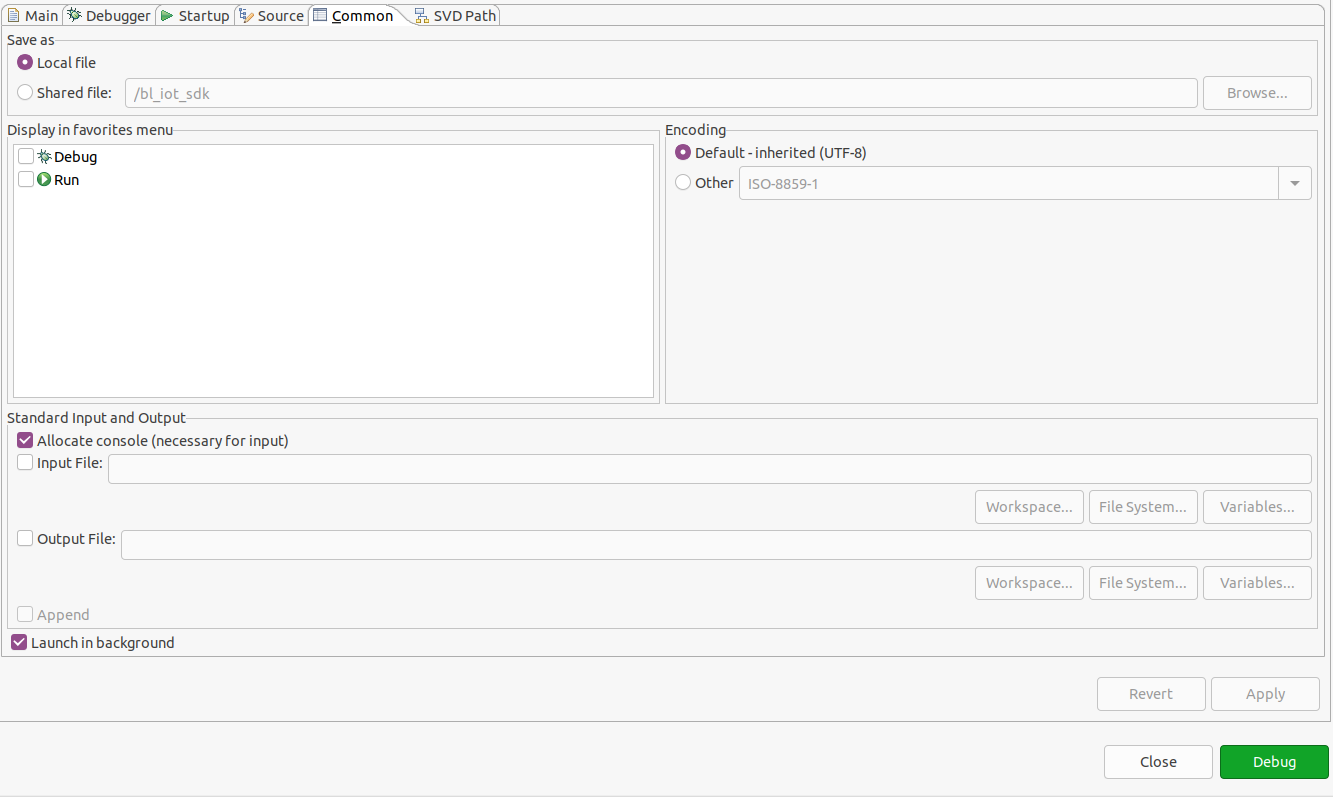 Main Debugger Startup Source Common SVD Path
Save as
Local file
Shared file: /bl_iot_sdk Browse...
Display in favorites menu
Debug
Run
Encoding
Default - inherited (UTF-8)
Other ISO-8859-1
Standard Input and Output
Allocate console (necessary for input)
Input File:
Workspace... File System... Variables...
Output File:
Workspace... File System... Variables...
Append
Launch in background
Revert Apply
Close Debug